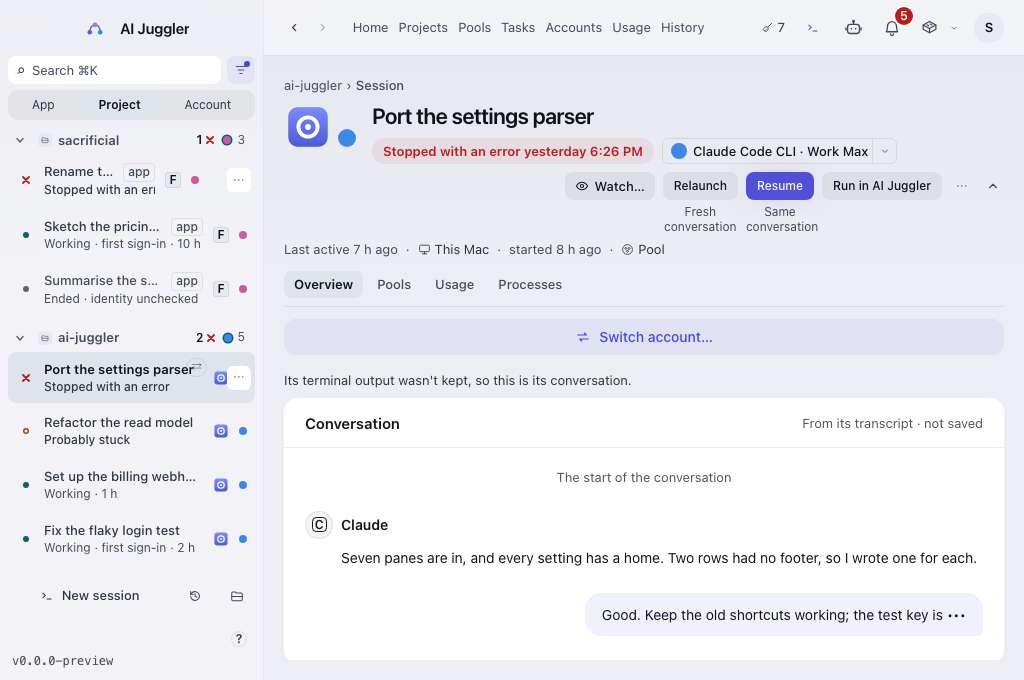 AI Juggler
Search ⌘K
App Project Account
sacrificial 1 3
Rename t... app F
Stopped with an
Sketch the pricin... app F
Working · first sign-in · 10 h
Summarise the s... app F
Ended · identity unchecked
ai-juggler 2 5
Port the settings parser
Stopped with an error
Refactor the read model
Probably stuck
Set up the billing webh...
Working · 1 h
Fix the flaky login test
Working · first sign-in · 2 h
New session
?
v0.0.0-preview
Home Projects Pools Tasks Accounts Usage History 7 5 S
ai-juggler › Session
Port the settings parser
Stopped with an error yesterday 6:26 PM Claude Code CLI · Work Max
Watch... Relaunch Resume Run in AI Juggler ...
Fresh conversation Same conversation
Last active 7 h ago · This Mac · started 8 h ago · Pool
Overview Pools Usage Processes
Switch account...
Its terminal output wasn't kept, so this is its conversation.
Conversation From its transcript · not saved
The start of the conversation
C Claude
Seven panes are in, and every setting has a home. Two rows had no footer, so I wrote one for each.
Good. Keep the old shortcuts working; the test key is •••